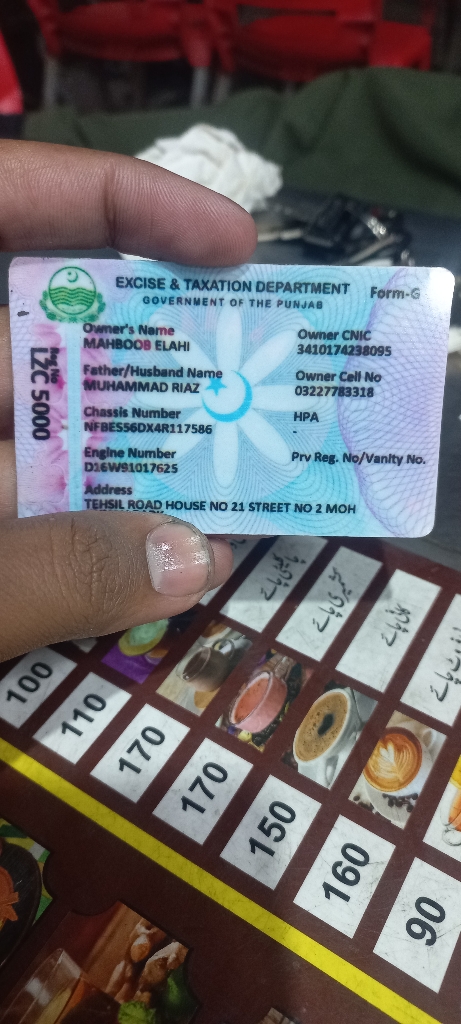 EXCISE & TAXATION DEPARTMENT
GOVERNMENT OF THE PUNJAB
Form-G
Reg No
LZC 5000
Owner's Name
MAHBOOB ELAHI
Owner CNIC
3410174238095
Father/Husband Name
MUHAMMAD RIAZ
Owner Cell No
03227783318
Chassis Number
NFBES56DX4R117586
HPA
-
Engine Number
D16W91017625
Prv Reg. No/Vanity No.
Address
TEHSIL ROAD HOUSE NO 21 STREET NO 2 MOH
کشمیری چائے
100
110
170
170
150
160
90